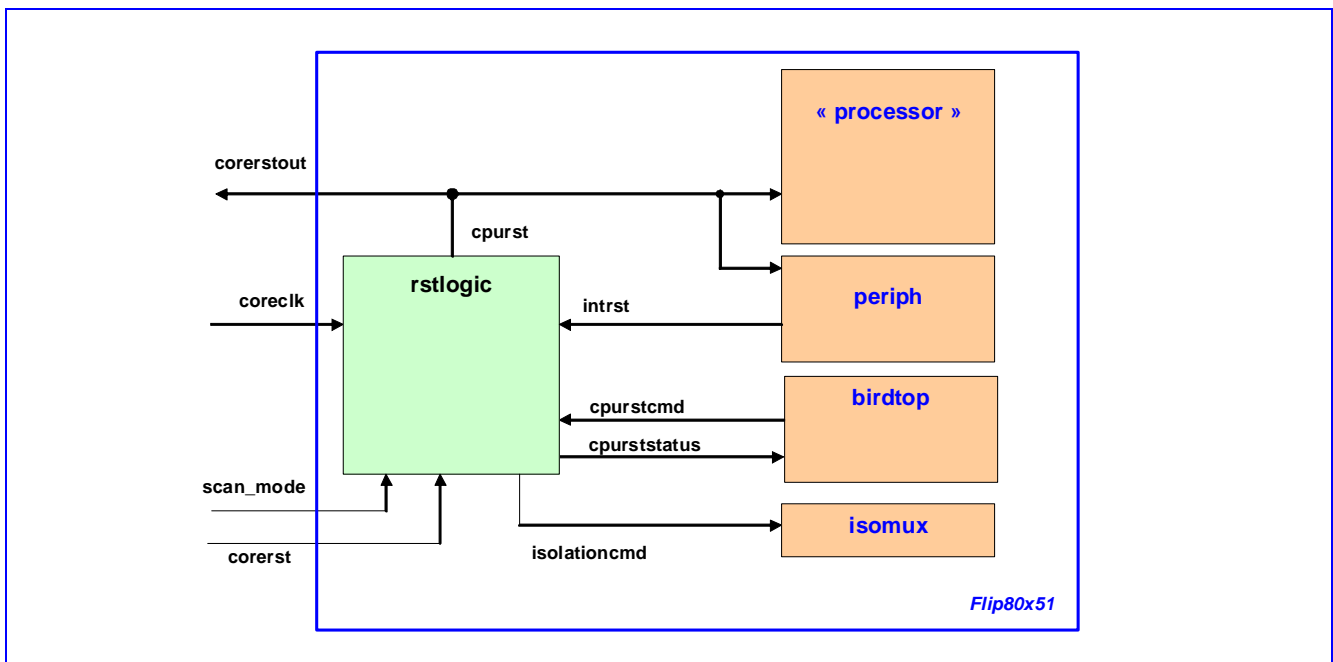 « processor »
corerstout
cpurst
rstlogic
periph
coreclk
intrst
birdtop
cpurstcmd
cpurststatus
scan_mode
isomux
corerst
isolationcmd
Flip80x51